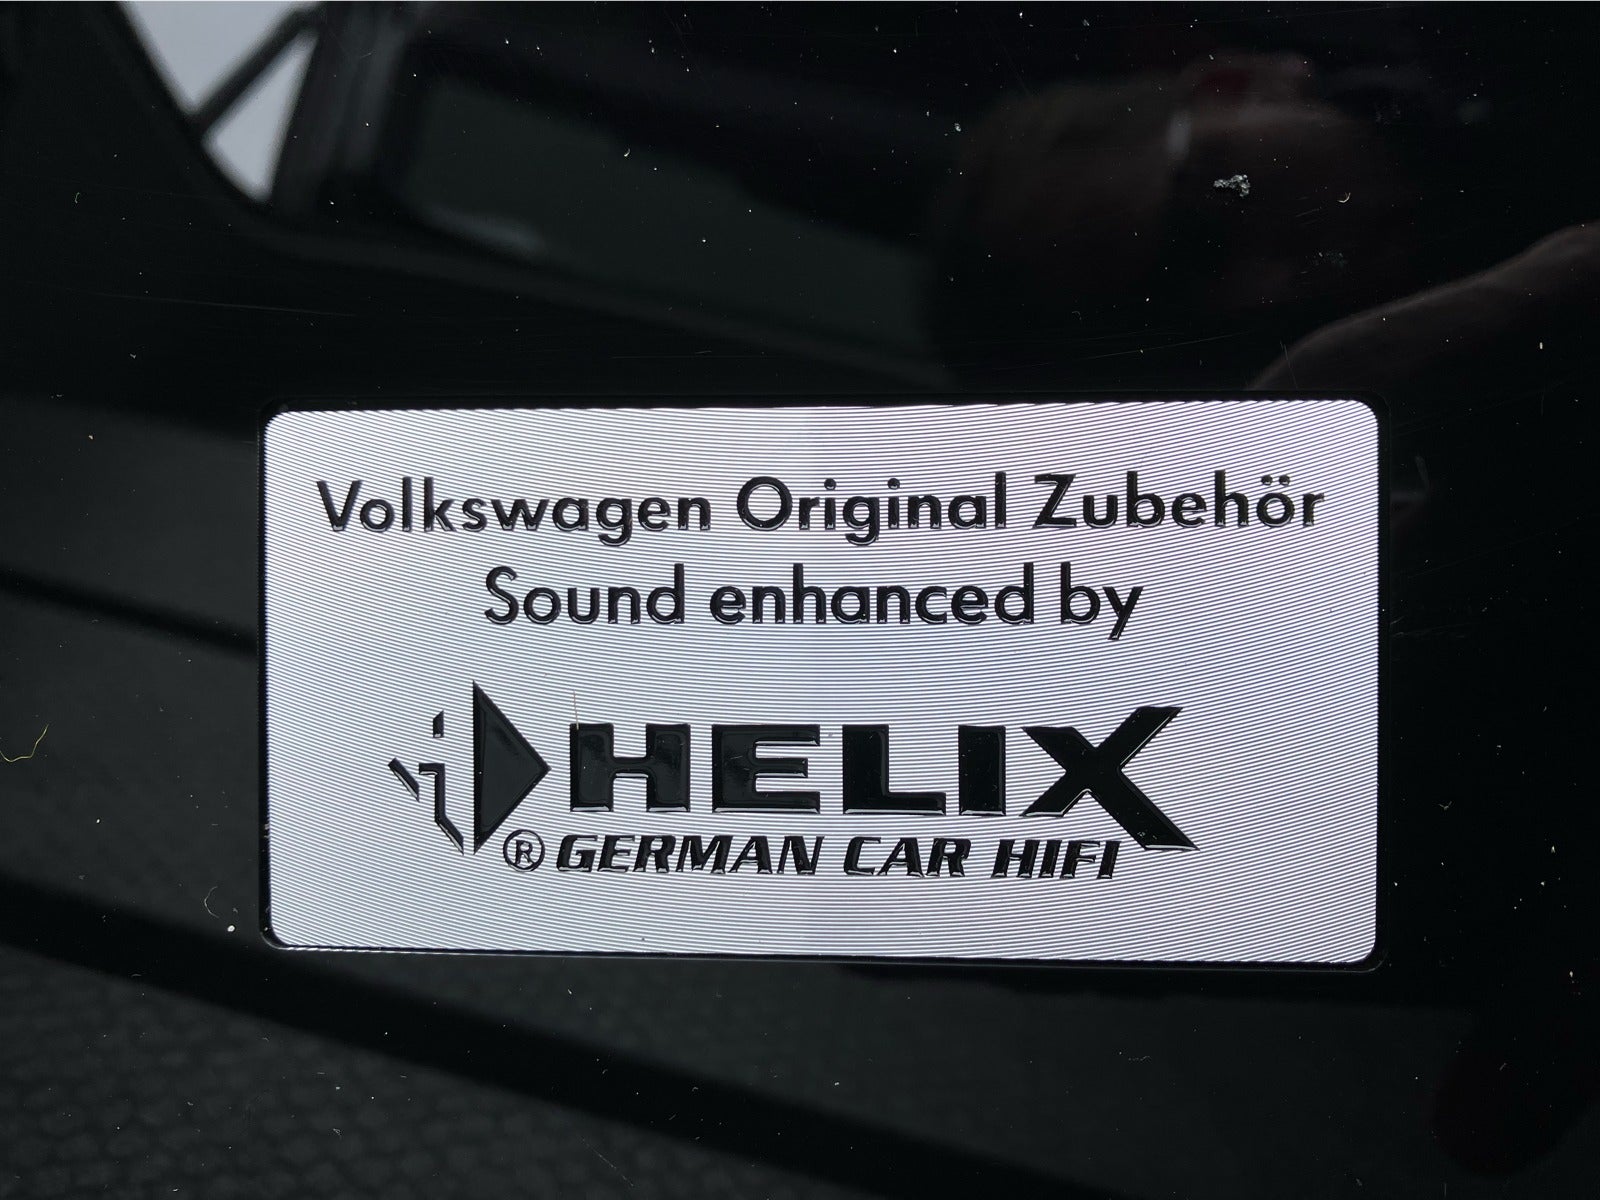 Volkswagen Original Zubehör
Sound enhanced by
HELIX
® GERMAN CAR HIFI